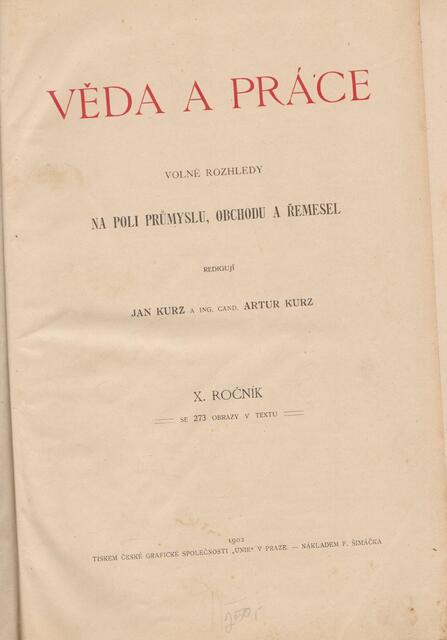 VĚDA A PRÁCE
VOLNÉ ROZHLEDY
NA POLI PRŮMYSLU, OBCHODU A ŘEMESEL
REDIGUJÍ
JAN KURZ A ING. CAND. ARTUR KURZ
X. ROČNÍK
SE 273 OBRAZY V TEXTU
1902
TISKEM ČESKÉ GRAFICKÉ SPOLEČNOSTI „UNIE“ V PRAZE. — NÁKLADEM F. ŠIMÁČKA